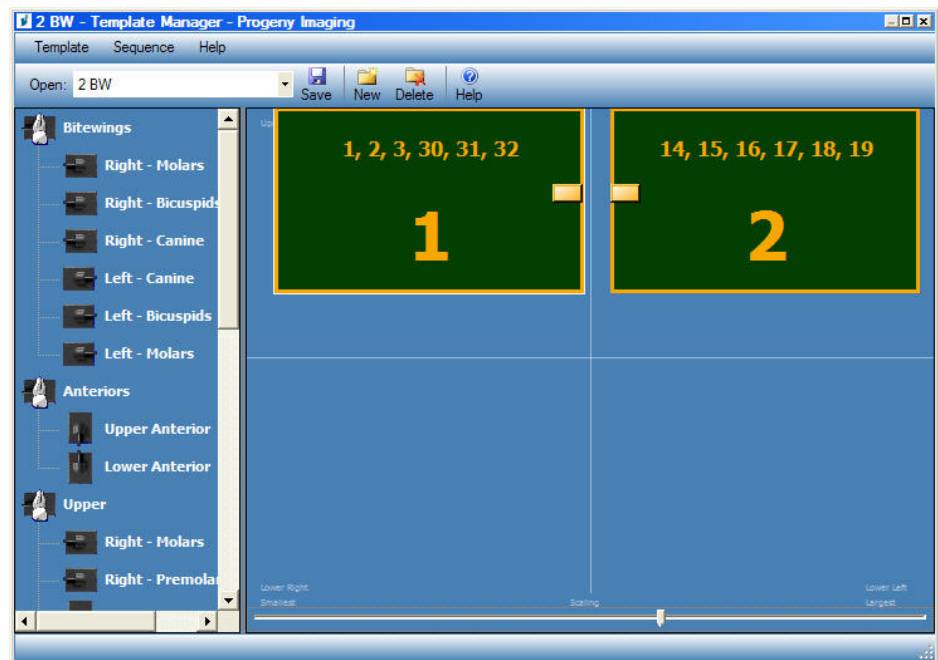 2 BW - Template Manager - Progeny Imaging
Template Sequence Help
Open: 2 BW Save New Delete Help
Bitewings
Right - Molars
Right - Bicuspids
Right - Canine
Left - Canine
Left - Bicuspids
Left - Molars
Anteriors
Upper Anterior
Lower Anterior
Upper
Right - Molars
Right - Premolar
1, 2, 3, 30, 31, 32
1
14, 15, 16, 17, 18, 19
2
Lower Right Lower Left
Smallest Scaling Largest